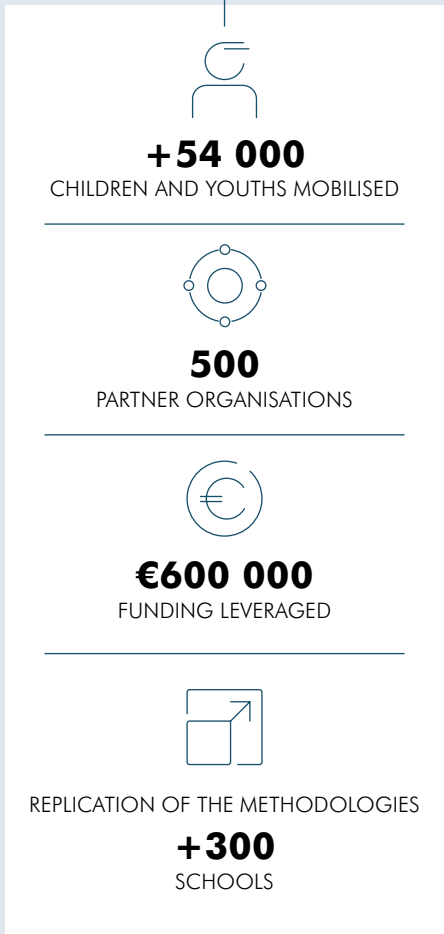 +54 000
CHILDREN AND YOUTHS MOBILISED
500
PARTNER ORGANISATIONS
€600 000
FUNDING LEVERAGED
REPLICATION OF THE METHODOLOGIES
+300
SCHOOLS